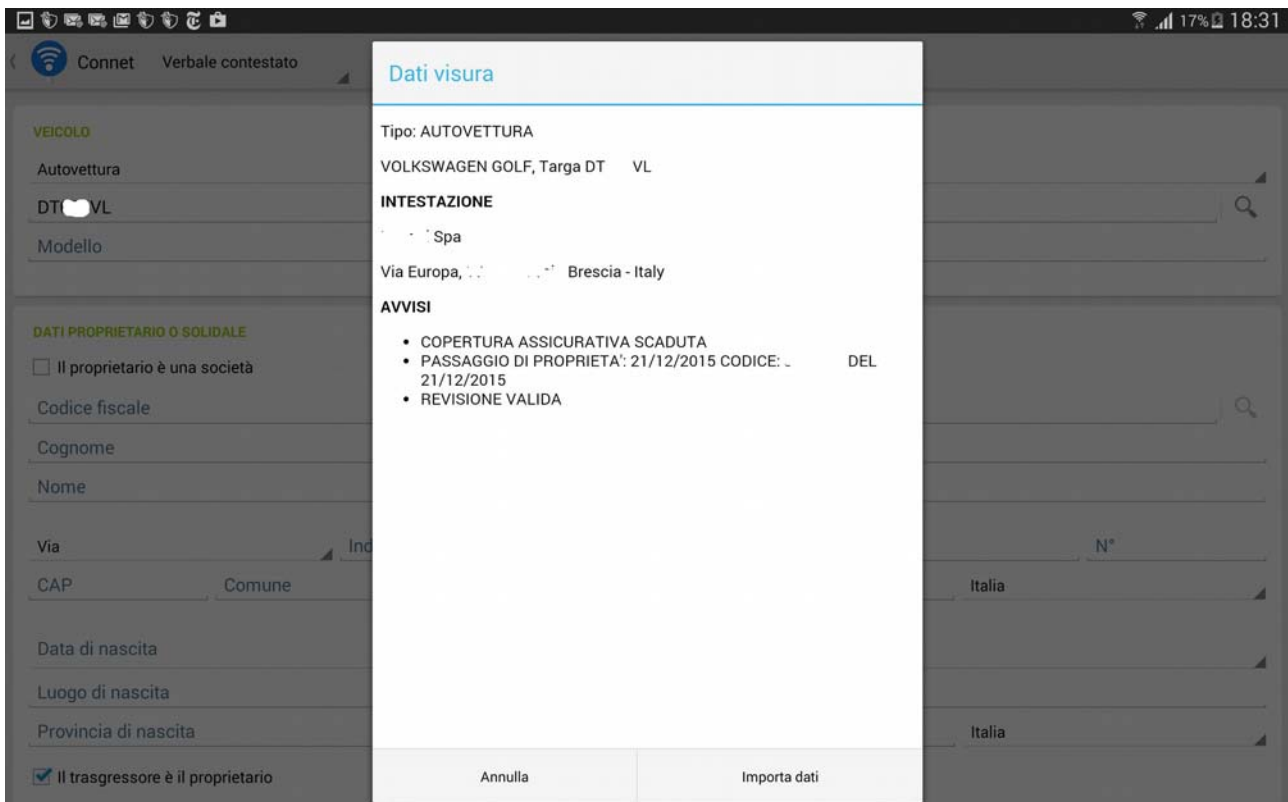 17% 18:31
Connet Verbale contestato
VEICOLO
Autovettura
DT VL
Modello
DATI PROPRIETARIO O SOLIDALE
Il proprietario è una società
Codice fiscale
Cognome
Nome
Via Ind N°
CAP Comune Italia
Data di nascita
Luogo di nascita
Provincia di nascita Italia
Il trasgressore è il proprietario
Dati visura
Tipo: AUTOVETTURA
VOLKSWAGEN GOLF, Targa DT VL
INTESTAZIONE
Spa
Via Europa, Brescia - Italy
AVVISI
• COPERTURA ASSICURATIVA SCADUTA
• PASSAGGIO DI PROPRIETA': 21/12/2015 CODICE: DEL
21/12/2015
• REVISIONE VALIDA
Annulla Importa dati